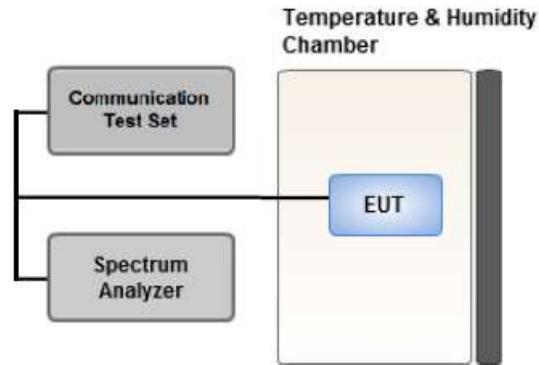 Temperature & Humidity
Chamber
Communication
Test Set
EUT
Spectrum
Analyzer